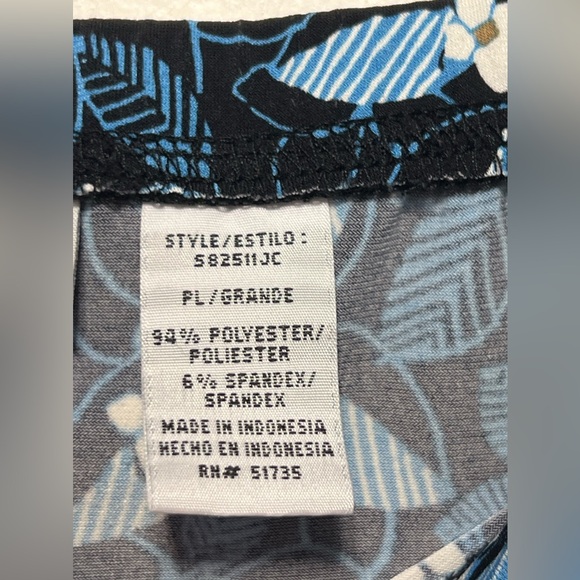 STYLE/ESTILO :
S82511JC
PL/GRANDE
94% POLYESTER/
POLIESTER
6% SPANDEX/
SPANDEX
MADE IN INDONESIA
HECHO EN INDONESIA
RN# 51735